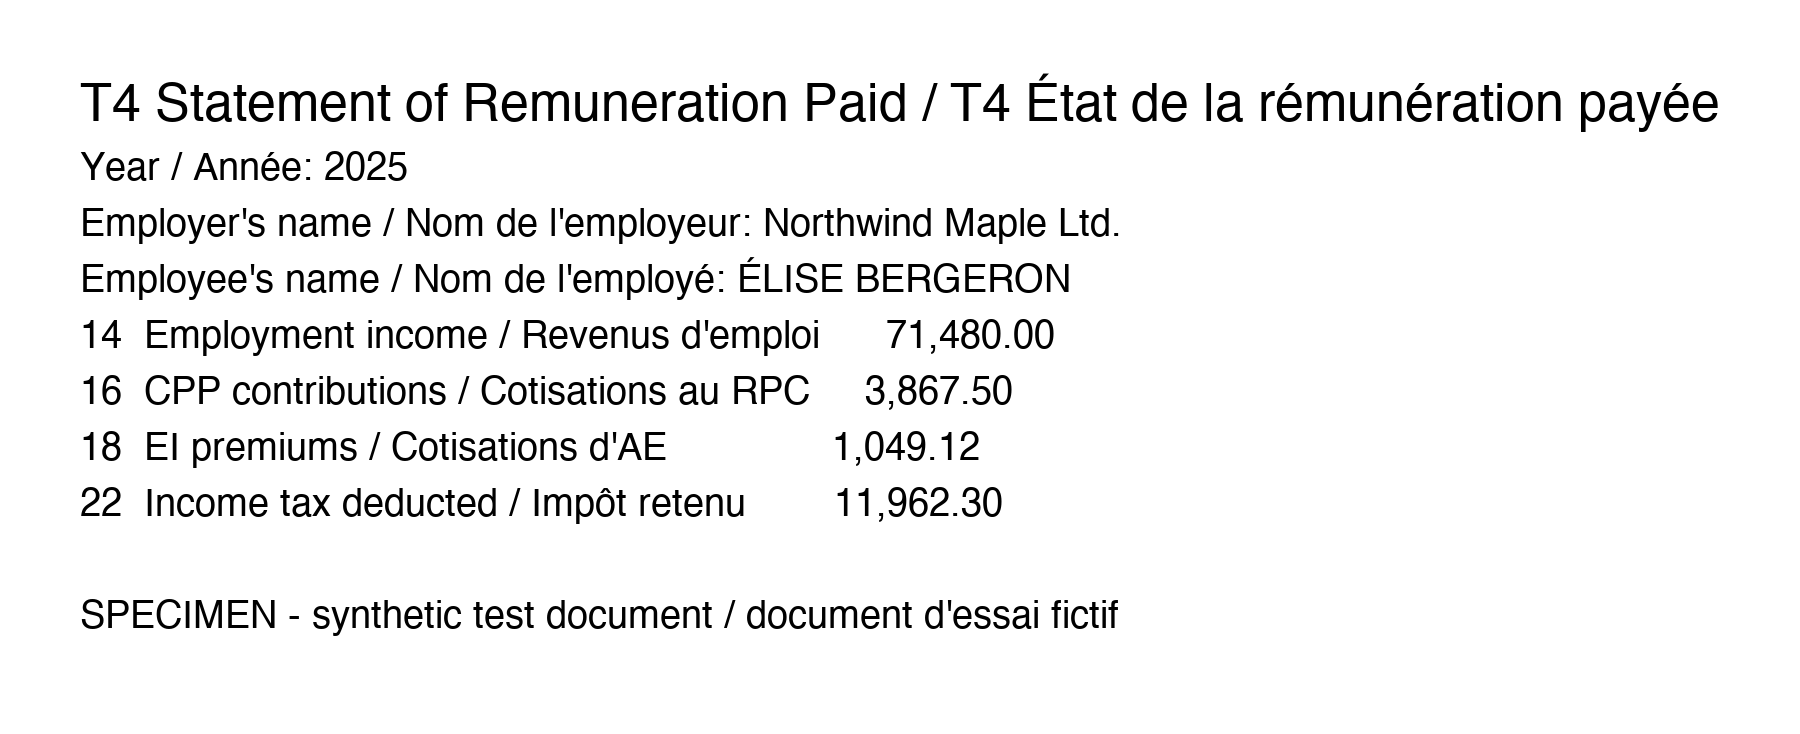 T4 Statement of Remuneration Paid / T4 État de la rémunération payée
Year / Année: 2025
Employer's name / Nom de l'employeur: Northwind Maple Ltd.
Employee's name / Nom de l'employé: ÉLISE BERGERON
14  Employment income / Revenus d'emploi      71,480.00
16  CPP contributions / Cotisations au RPC     3,867.50
18  EI premiums / Cotisations d'AE               1,049.12
22  Income tax deducted / Impôt retenu        11,962.30
SPECIMEN - synthetic test document / document d'essai fictif